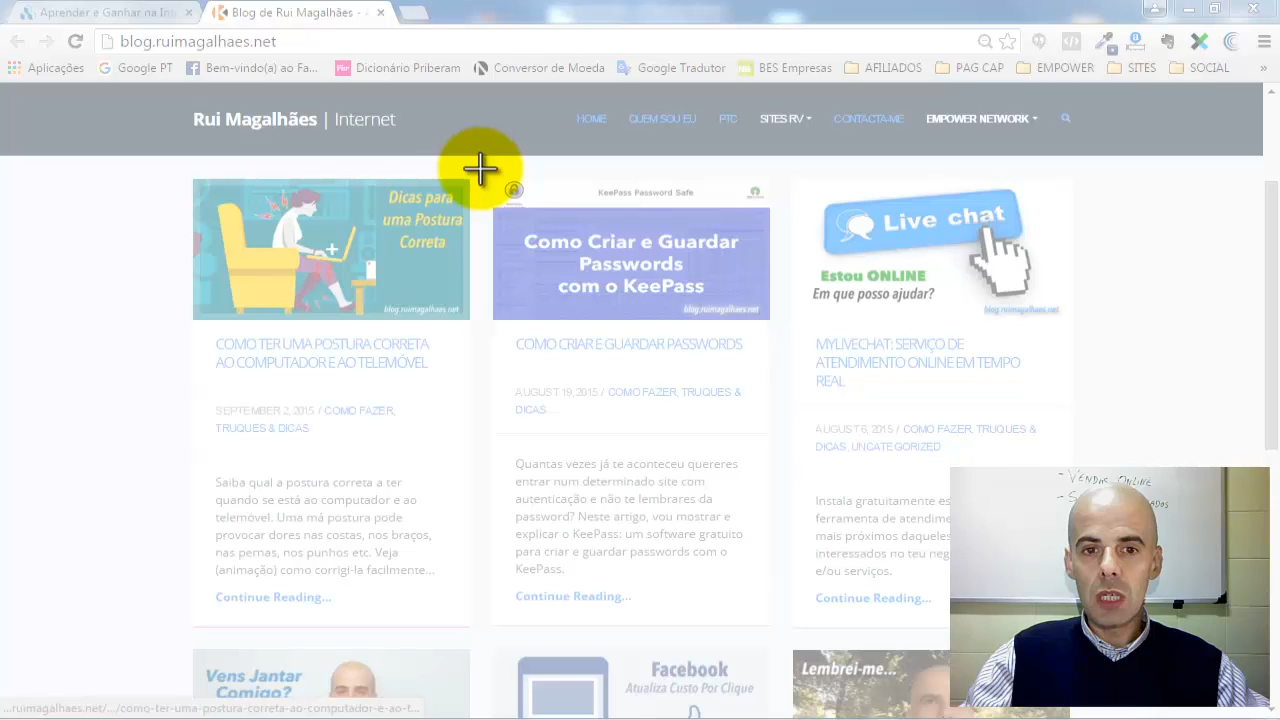 Aprender e Ganhar na Int
Blog de Rui Magalhães -
blog.ruimagalhaes.net
Aplicações
Google PT
Bem-vindo(a) ao Fa...
Dicionário Priberam
Conversor de Moeda
Google Tradutor
BES Empresas
AFILIADOS
PAG CAP
EMPOWER
SITES
SOCIAL
»
Rui Magalhães | Internet
HOME
QUEM SOU EU
PTC
SITES RV
CONTACTA-ME
EMPOWER NETWORK
Dicas para
uma Postura
Correta
blog.ruimagalhaes.net
COMO TER UMA POSTURA CORRETA
AO COMPUTADOR E AO TELEMÓVEL
SEPTEMBER 2, 2015 / COMO FAZER,
TRUQUES & DICAS
Saiba qual a postura correta a ter
quando se está ao computador e ao
telemóvel. Uma má postura pode
provocar dores nas costas, nos braços,
nas pernas, nos punhos etc. Veja
(animação) como corrigi-la facilmente...
Continue Reading...
KeePass Password Safe
Como Criar e Guardar
Passwords
com o KeePass
blog.ruimagalhaes.net
COMO CRIAR E GUARDAR PASSWORDS
AUGUST 19, 2015 / COMO FAZER, TRUQUES &
DICAS
Quantas vezes já te aconteceu quereres
entrar num determinado site com
autenticação e não te lembrares da
password? Neste artigo, vou mostrar e
explicar o KeePass: um software gratuito
para criar e guardar passwords com o
KeePass.
Continue Reading...
Live chat
Estou ONLINE
Em que posso ajudar?
blog.ruimagalhaes.net
MYLIVECHAT: SERVIÇO DE
ATENDIMENTO ONLINE EM TEMPO
REAL
AUGUST 6, 2015 / COMO FAZER, TRUQUES &
DICAS, UNCATEGORIZED
Instala gratuitamente es
ferramenta de atendime
mais próximos daqueles
interessados no teu neg
e/ou serviços.
Continue Reading...
- VENDAS ONLINE
Vens Jantar
Comigo?
Facebook
Atualiza Custo Por Clique
Lembrei-me...
...ruimagalhaes.net/.../como-ter-uma-postura-correta-ao-computador-e-ao-t...